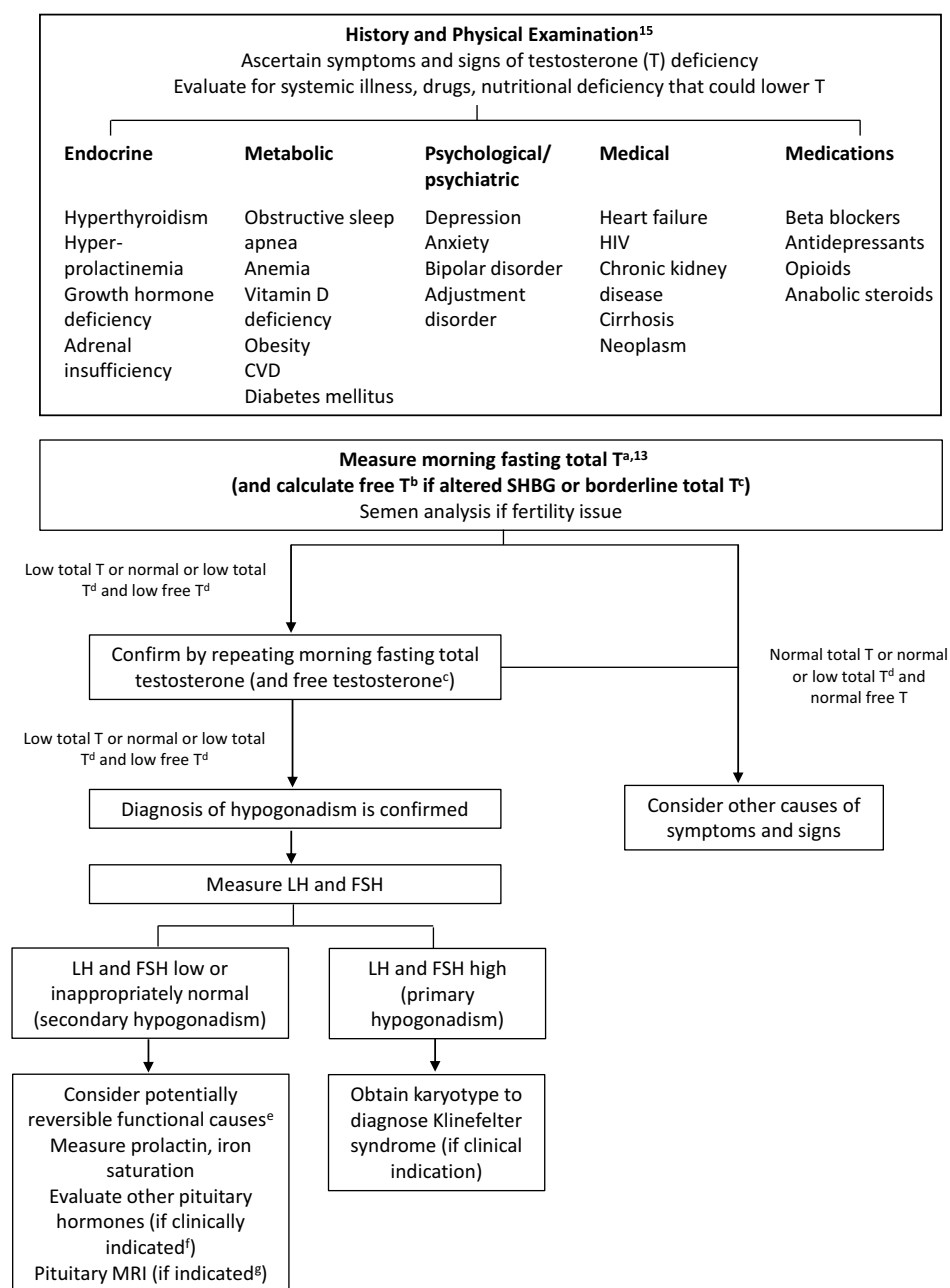 History and Physical Examination15
Ascertain symptoms and signs of testosterone (T) deficiency
Evaluate for systemic illness, drugs, nutritional deficiency that could lower T
Endocrine
Hyperthyroidism
Hyper-
prolactinemia
Growth hormone
deficiency
Adrenal
insufficiency
Metabolic
Obstructive sleep
apnea
Anemia
Vitamin D
deficiency
Obesity
CVD
Diabetes mellitus
Psychological/
psychiatric
Depression
Anxiety
Bipolar disorder
Adjustment
disorder
Medical
Heart failure
HIV
Chronic kidney
disease
Cirrhosis
Neoplasm
Medications
Beta blockers
Antidepressants
Opioids
Anabolic steroids
Measure morning fasting total Ta,13
(and calculate free Tb if altered SHBG or borderline total Tc)
Semen analysis if fertility issue
Low total T or normal or low total
Td and low free Td
Confirm by repeating morning fasting total
testosterone (and free testosteronec)
Normal total T or normal
or low total Td and
normal free T
Low total T or normal or low total
Td and low free Td
Diagnosis of hypogonadism is confirmed
Consider other causes of
symptoms and signs
Measure LH and FSH
LH and FSH low or
inappropriately normal
(secondary hypogonadism)
LH and FSH high
(primary
hypogonadism)
Consider potentially
reversible functional causese
Measure prolactin, iron
saturation
Evaluate other pituitary
hormones (if clinically
indicatedf)
Pituitary MRI (if indicatedg)
Obtain karyotype to
diagnose Klinefelter
syndrome (if clinical
indication)